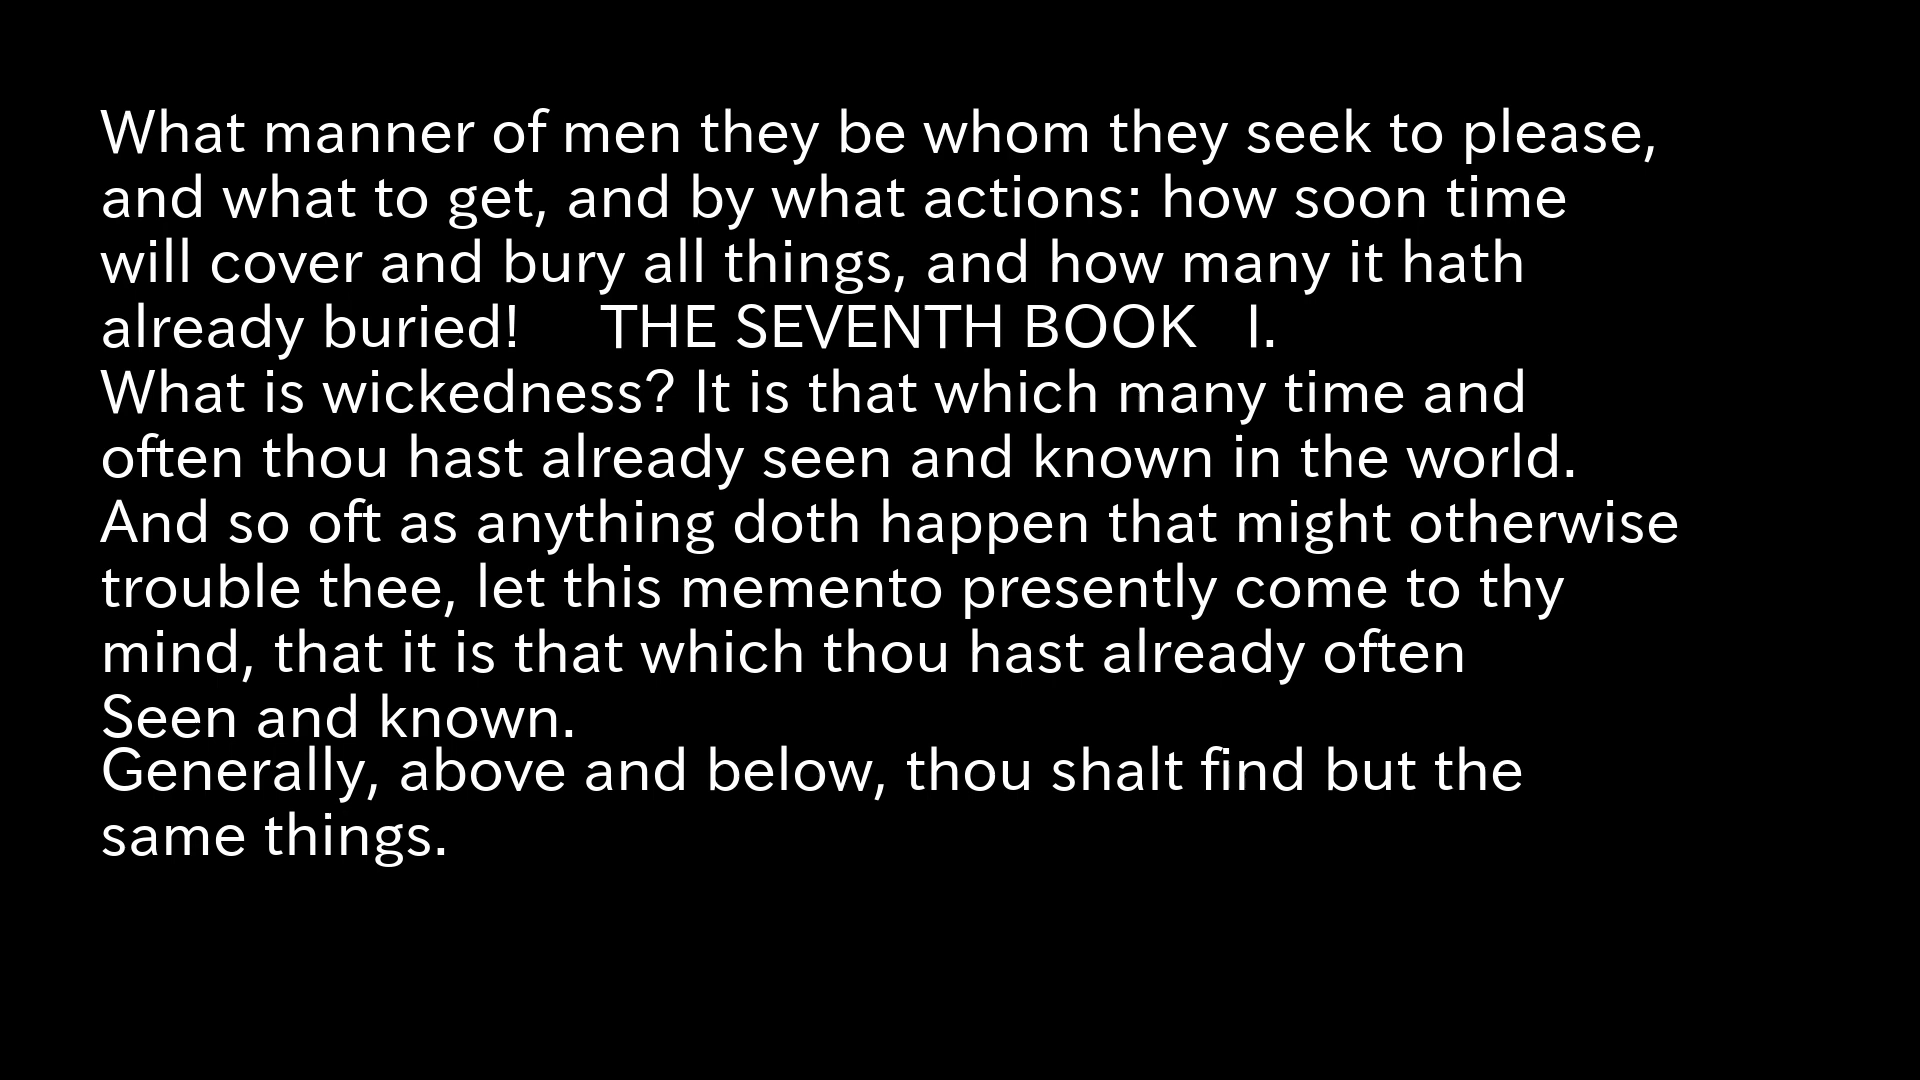 What manner of men they be whom they seek to please,
and what to get, and by what actions: how soon time
will cover and bury all things, and how many it hath
already buried!     THE SEVENTH BOOK   I.
What is wickedness? It is that which many time and
often thou hast already seen and known in the world.
And so oft as anything doth happen that might otherwise
trouble thee, let this memento presently come to thy
mind, that it is that which thou hast already often
Seen and known.
Generally, above and below, thou shalt find but the
same things.